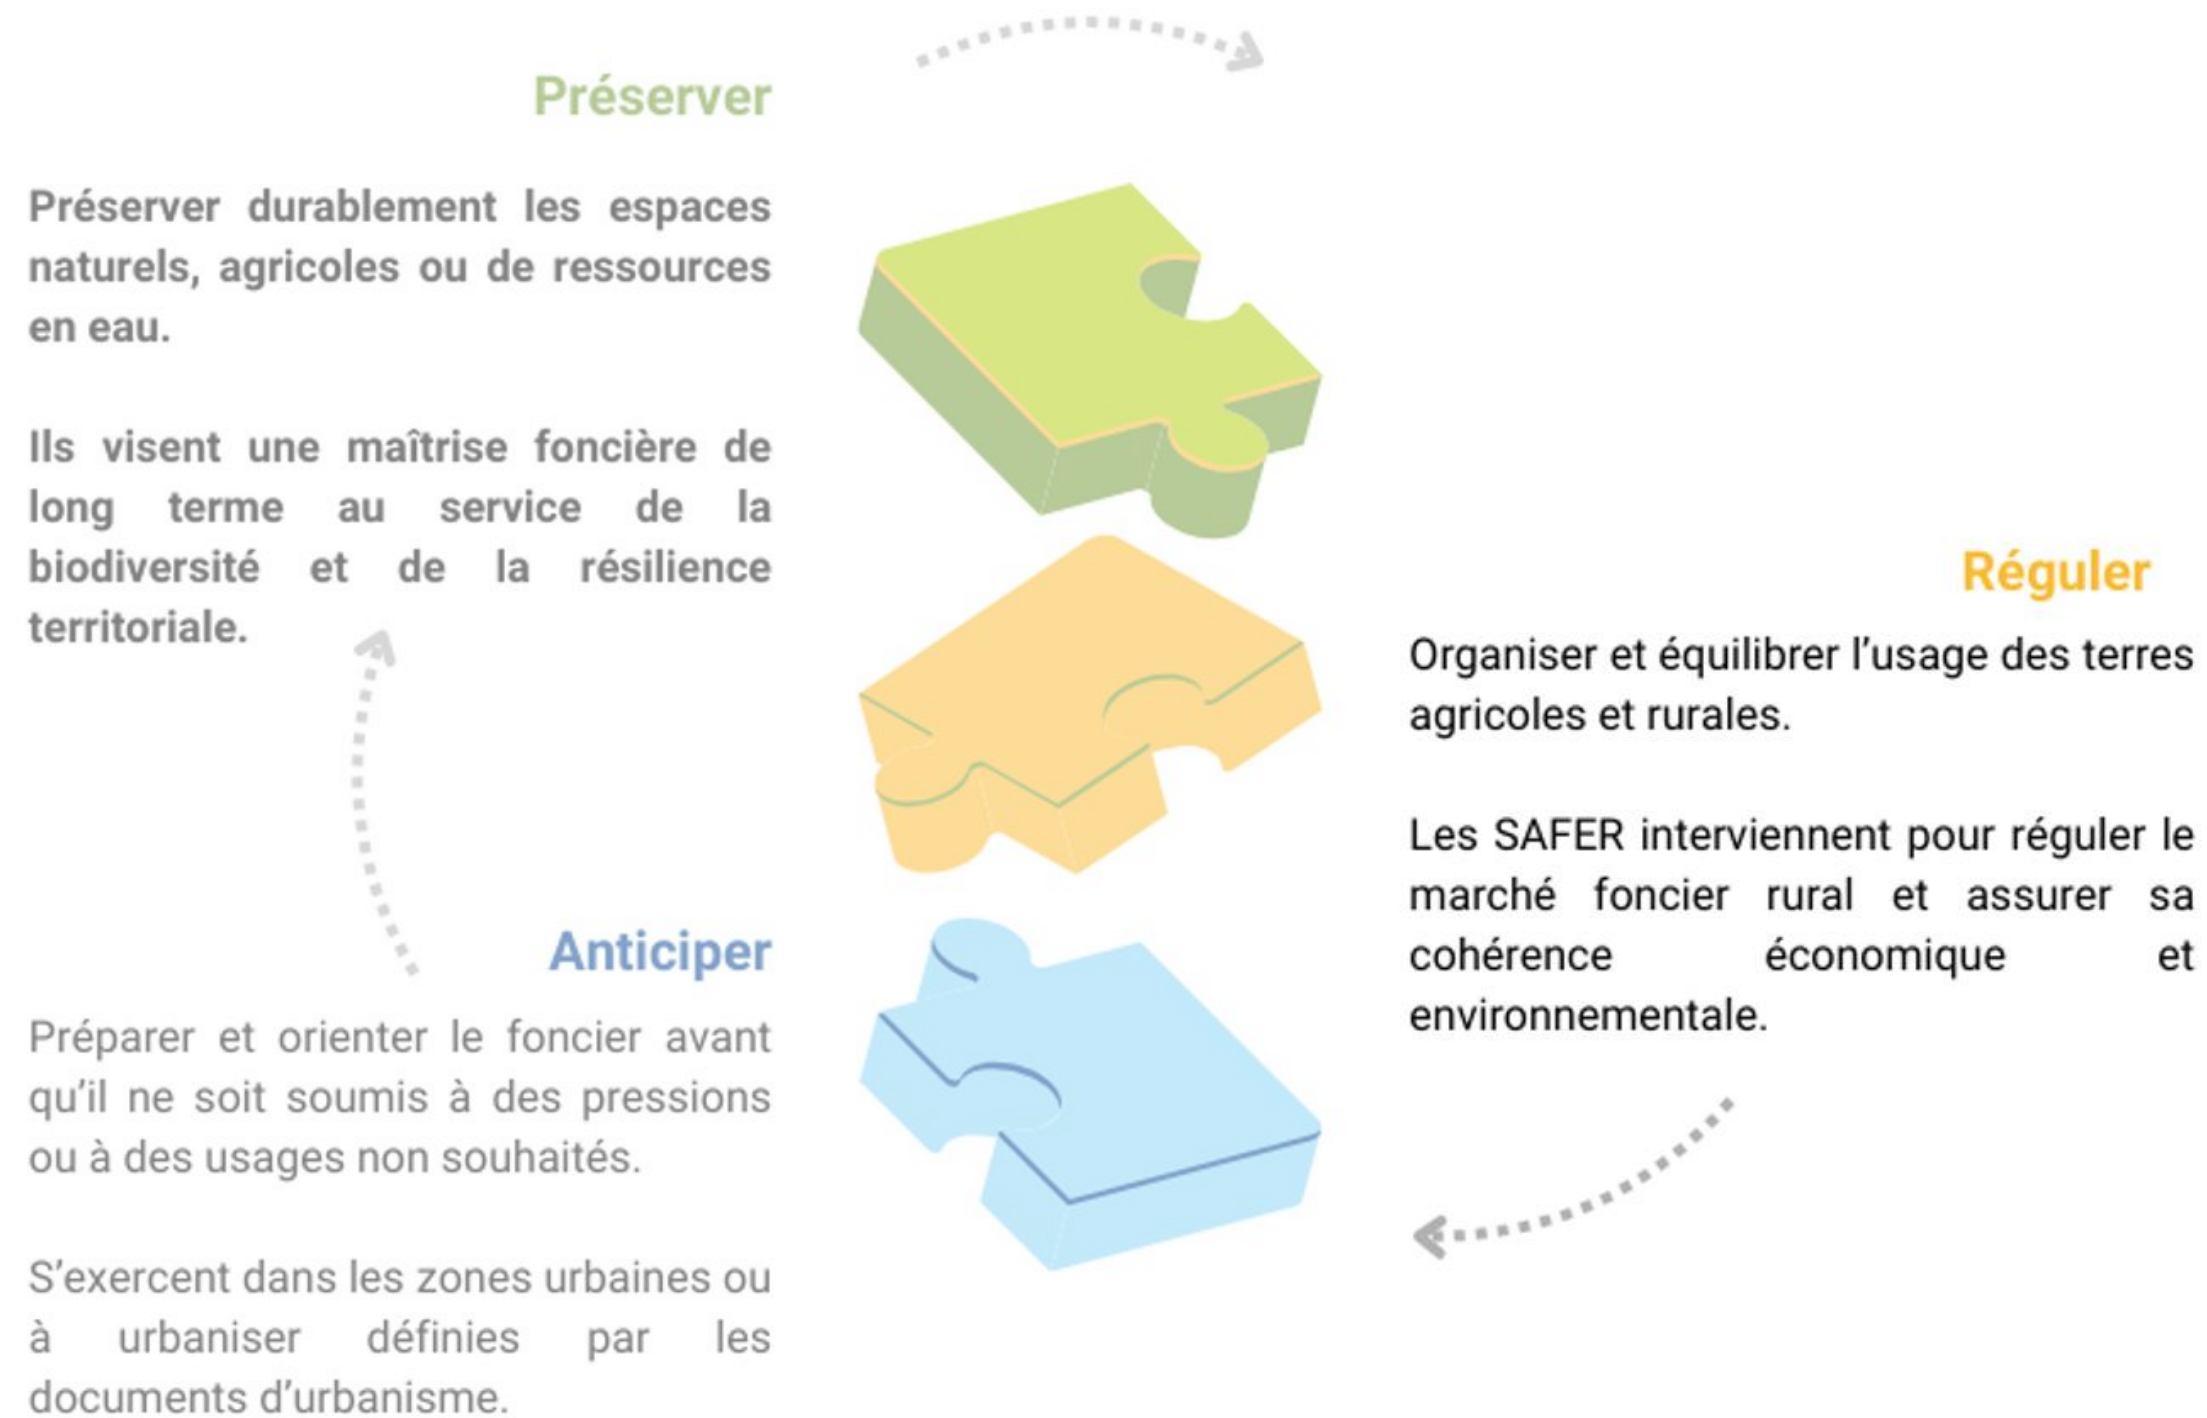 Préserver
Préserver durablement les espaces
naturels, agricoles ou de ressources
en eau.
Ils visent une maîtrise foncière de
long terme au service de la
biodiversité et de la résilience
territoriale.
Réguler
Organiser et équilibrer l’usage des terres
agricoles et rurales.
Les SAFER interviennent pour réguler le
marché foncier rural et assurer sa
cohérence économique et
environnementale.
Anticiper
Préparer et orienter le foncier avant
qu’il ne soit soumis à des pressions
ou à des usages non souhaités.
S’exercent dans les zones urbaines ou
à urbaniser définies par les
documents d’urbanisme.